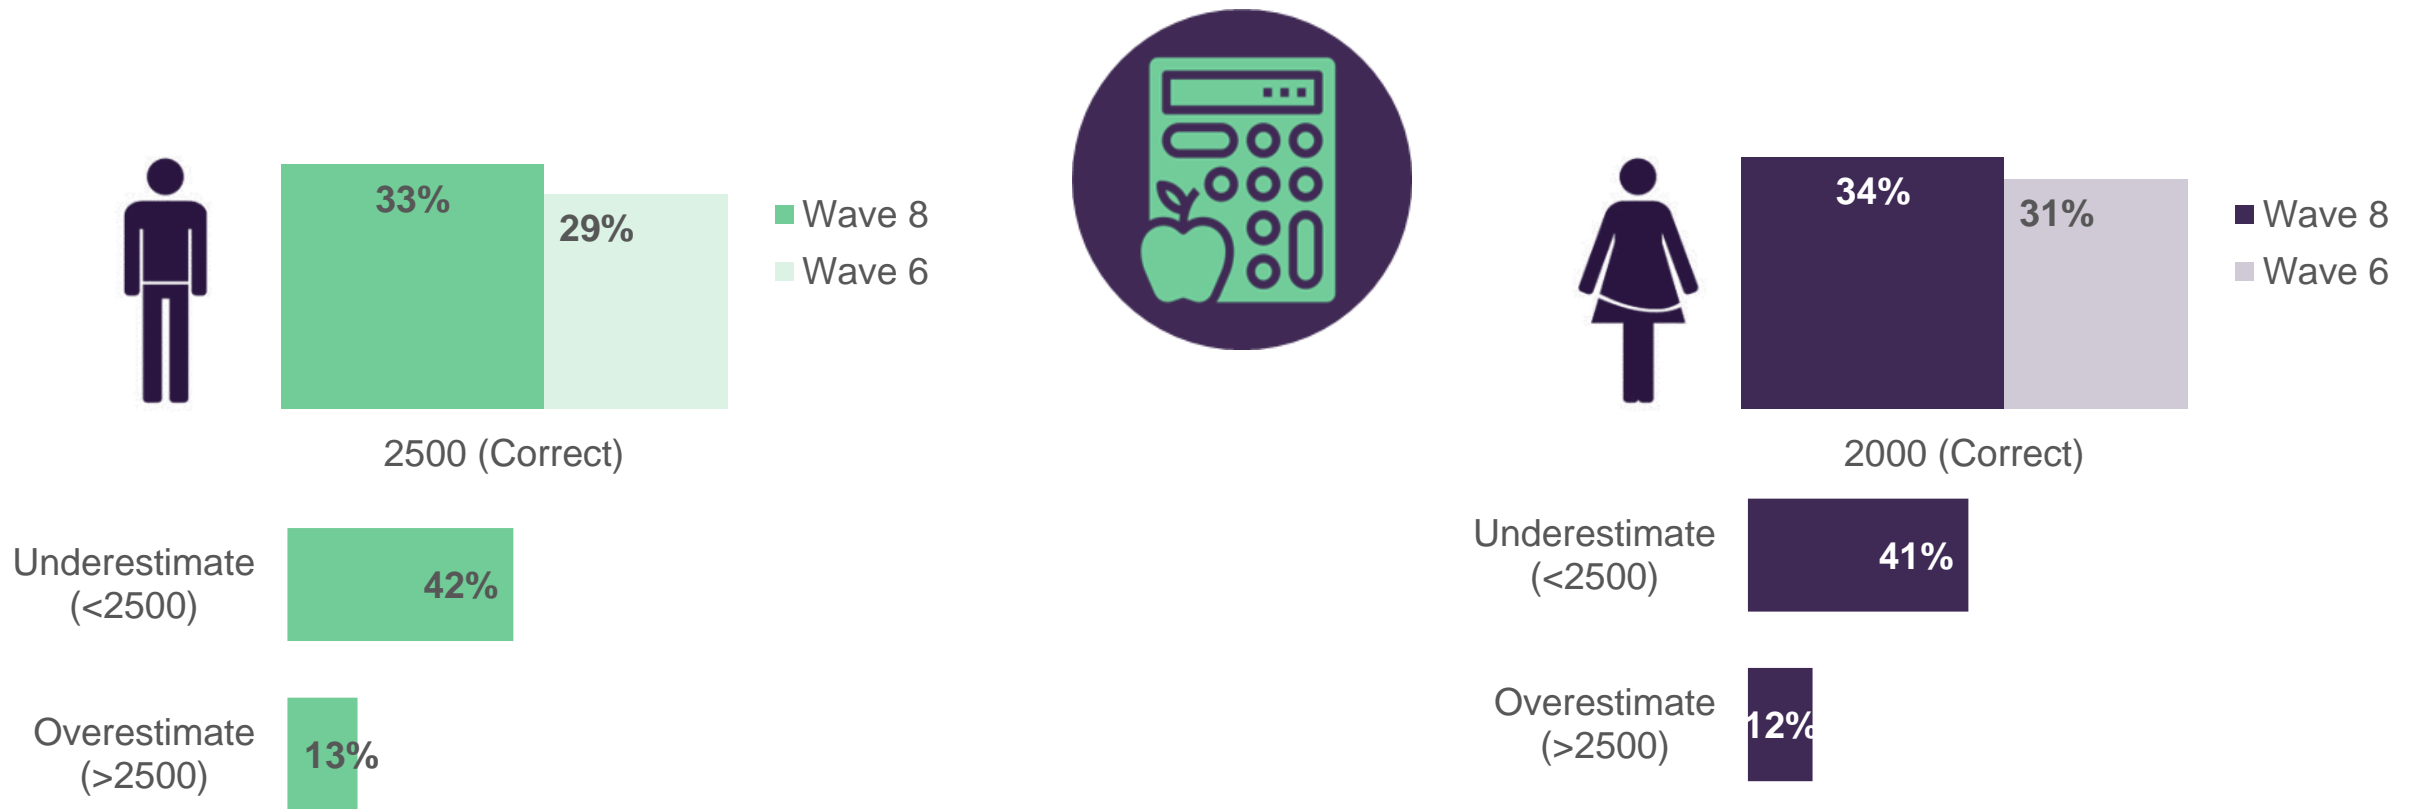 33%
29%
Wave 8
Wave 6
2500 (Correct)
Underestimate
(<2500)
42%
Overestimate
(>2500)
13%
34%
31%
Wave 8
Wave 6
2000 (Correct)
Underestimate
(<2500)
41%
Overestimate
(>2500)
12%